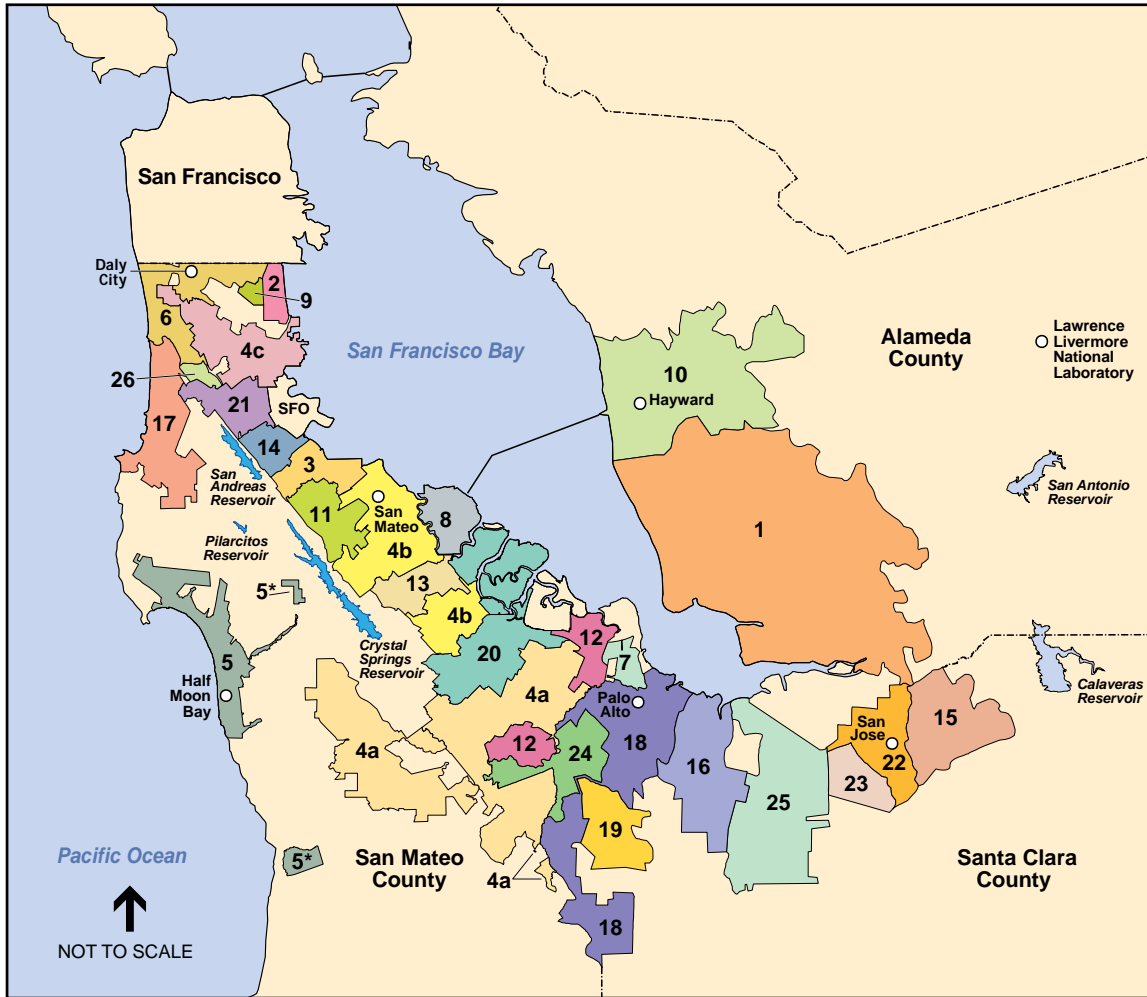 San Francisco
Daly
City
2
9
6
4c
San Francisco Bay
Alameda
County
Lawrence
Livermore
National
Laboratory
10
Hayward
26
21
SFO
17
14
3
San
Andreas
Reservoir
11
San
Mateo
8
1
San Antonio
Reservoir
Pilarcitos
Reservoir
4b
13
5*
4b
12
7
Crystal
Springs
Reservoir
20
5
Half
Moon
Bay
4a
Palo
Alto
Calaveras
Reservoir
15
San
Jose
22
12
24
18
16
4a
23
25
19
Pacific Ocean
5*
San Mateo
County
4a
Santa Clara
County
18
NOT TO SCALE